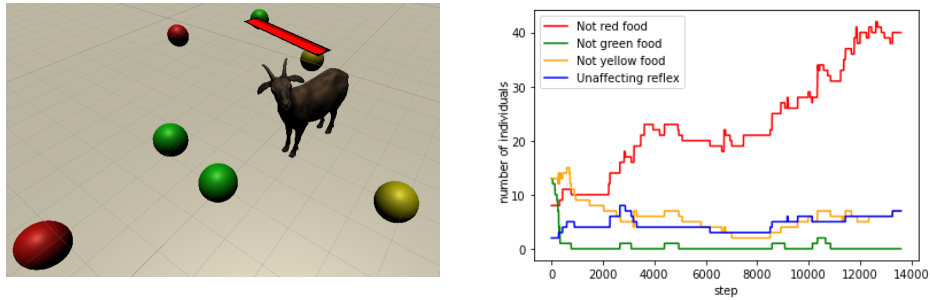 Not red food
Not green food
Not yellow food
Unaffecting reflex
number of individuals
40
30
20
10
0
0 2000 4000 6000 8000 10000 12000 14000
step